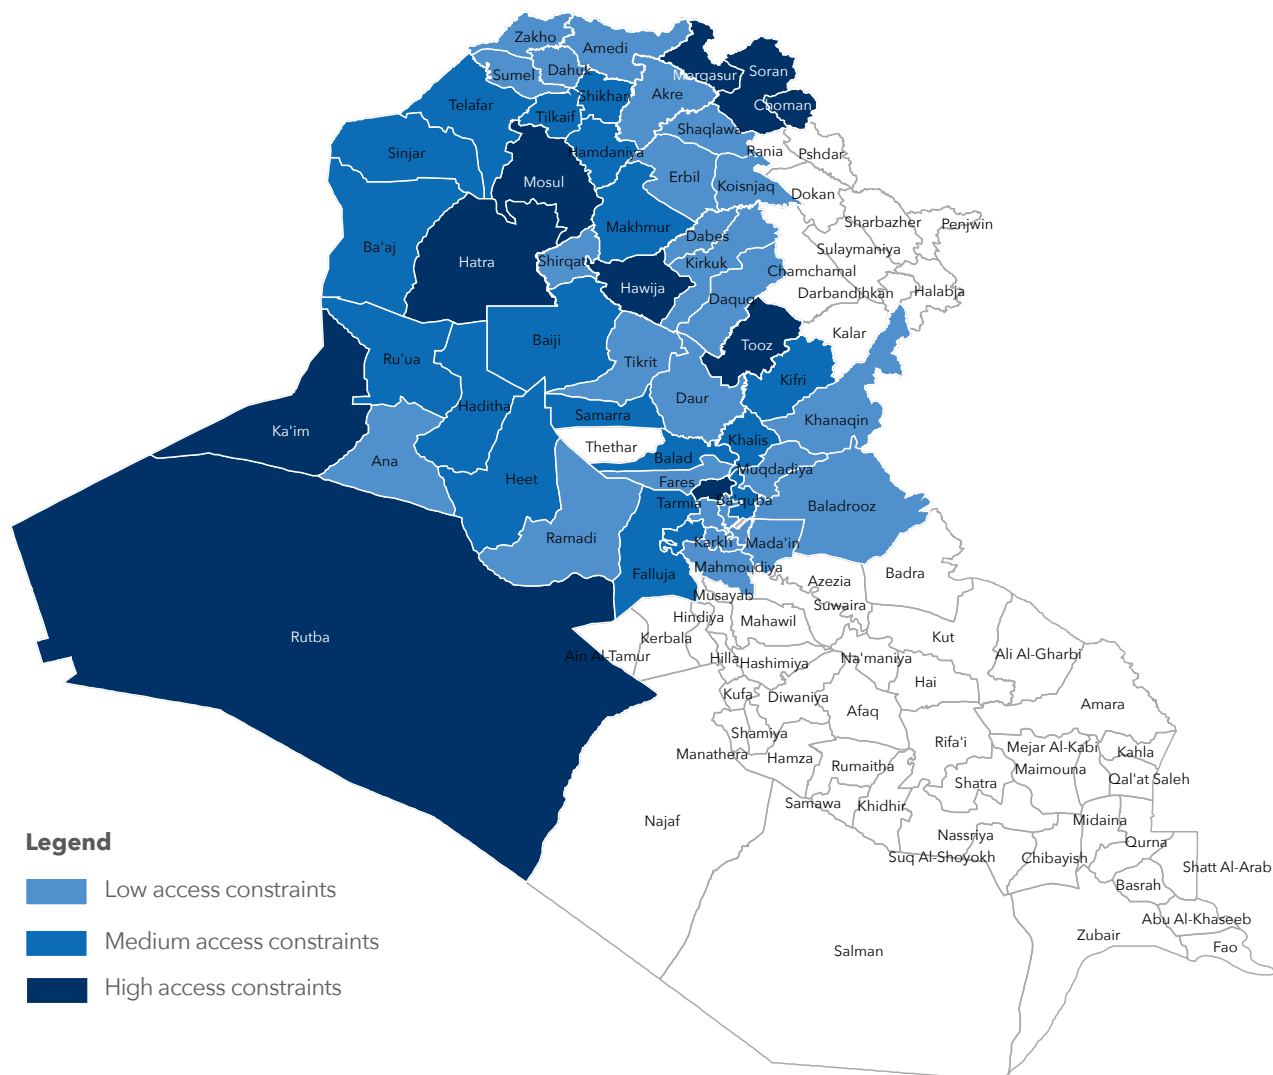 Zakho
Amedi
Sumel
Dahuk
Mergasur
Soran
Akre
Shikhan
Telafar
Choman
Tilkaif
Shaqlawa
Sinjar
Hamdaniya
Rania
Pshdar
Mosul
Erbil
Koisnjaq
Dokan
Makhmur
Sharbazher
Penjwin
Ba'aj
Dabes
Sulaymaniya
Hatra
Shirqat
Kirkuk
Chamchamal
Hawija
Daquq
Darbandihkan
Halabja
Baiji
Tooz
Kalar
Ru'ua
Tikrit
Kifri
Haditha
Daur
Samarra
Khanaqin
Ka'im
Thethar
Khalis
Ana
Balad
Muqdadiya
Heet
Fares
Tarmia
Ba'quba
Baladrooz
Ramadi
Karkh
Mada'in
Falluja
Mahmoudiya
Azezia
Badra
Musayab
Suwaira
Hindiya
Mahawil
Rutba
Kerbala
Kut
Ain Al-Tamur
Hilla
Hashimiya
Na'maniya
Ali Al-Gharbi
Kufa
Diwaniya
Hai
Afaq
Amara
Shamiya
Manathera
Hamza
Rifa'i
Mejar Al-Kabi
Kahla
Rumaitha
Maimouna
Shatra
Qal'at Saleh
Samawa
Khidhir
Najaf
Midaina
Nassriya
Qurna
Suq Al-Shoyokh
Chibayish
Shatt Al-Arab
Basrah
Abu Al-Khaseeb
Zubair
Fao
Salman
Legend
Low access constraints
Medium access constraints
High access constraints